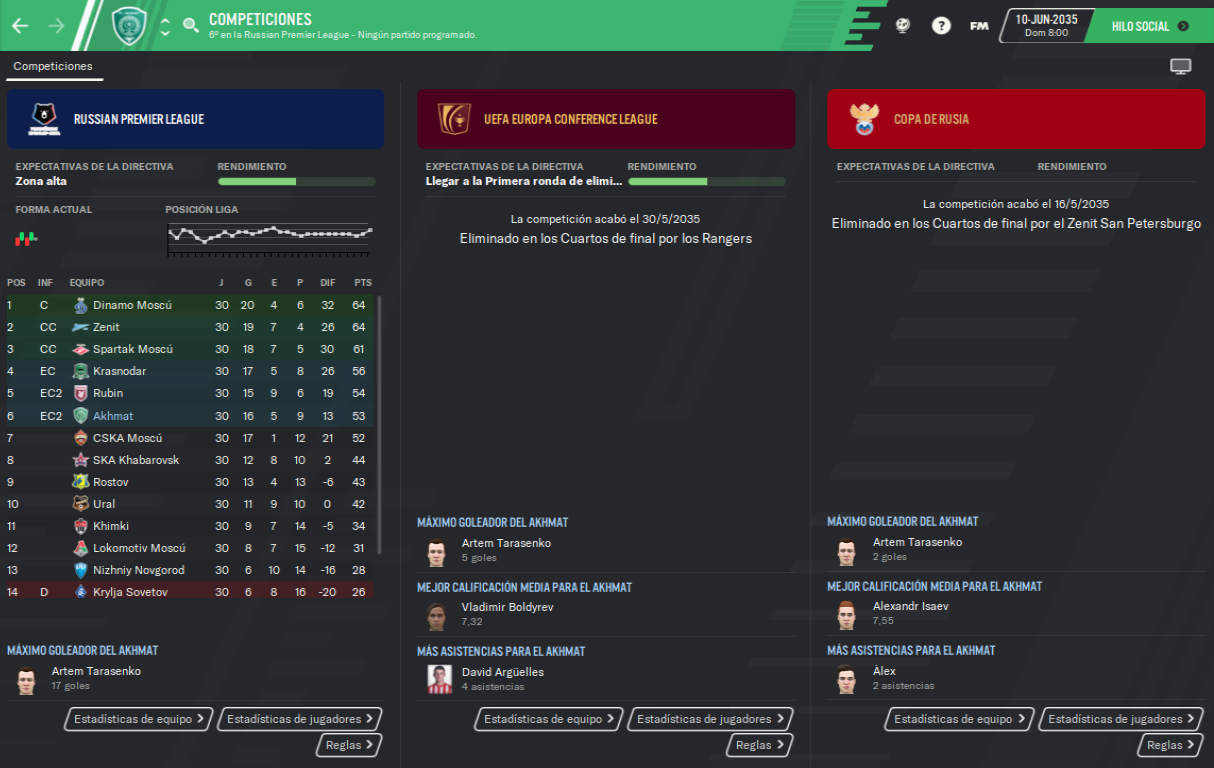 COMPETICIONES
6º en la Russian Premier League - Ningún partido programado.
FM
10-JUN-2035
Dom 8:00
HILO SOCIAL
Competiciones
RUSSIAN PREMIER LEAGUE
EXPECTATIVAS DE LA DIRECTIVA RENDIMIENTO
Zona alta
FORMA ACTUAL POSICIÓN LIGA
POS INF EQUIPO J G E P DIF PTS
1 C Dinamo Moscú 30 20 4 6 32 64
2 CC Zenit 30 19 7 4 26 64
3 CC Spartak Moscú 30 18 7 5 30 61
4 EC Krasnodar 30 17 5 8 26 56
5 EC2 Rubin 30 15 9 6 19 54
6 EC2 Akhmat 30 16 5 9 13 53
7 CSKA Moscú 30 17 1 12 21 52
8 SKA Khabarovsk 30 12 8 10 2 44
9 Rostov 30 13 4 13 -6 43
10 Ural 30 11 9 10 0 42
11 Khimki 30 9 7 14 -5 34
12 Lokomotiv Moscú 30 8 7 15 -12 31
13 Nizhniy Novgorod 30 6 10 14 -16 28
14 D Krylja Sovetov 30 6 8 16 -20 26
MÁXIMO GOLEADOR DEL AKHMAT
Artem Tarasenko
17 goles
Estadísticas de equipo Estadísticas de jugadores
Reglas
UEFA EUROPA CONFERENCE LEAGUE
EXPECTATIVAS DE LA DIRECTIVA RENDIMIENTO
Llegar a la Primera ronda de elimi...
La competición acabó el 30/5/2035
Eliminado en los Cuartos de final por los Rangers
MÁXIMO GOLEADOR DEL AKHMAT
Artem Tarasenko
5 goles
MEJOR CALIFICACIÓN MEDIA PARA EL AKHMAT
Vladimir Boldyrev
7,32
MÁS ASISTENCIAS PARA EL AKHMAT
David Argüelles
4 asistencias
Estadísticas de equipo Estadísticas de jugadores
Reglas
COPA DE RUSIA
EXPECTATIVAS DE LA DIRECTIVA RENDIMIENTO
La competición acabó el 16/5/2035
Eliminado en los Cuartos de final por el Zenit San Petersburgo
MÁXIMO GOLEADOR DEL AKHMAT
Artem Tarasenko
2 goles
MEJOR CALIFICACIÓN MEDIA PARA EL AKHMAT
Alexandr Isaev
7,55
MÁS ASISTENCIAS PARA EL AKHMAT
Àlex
2 asistencias
Estadísticas de equipo Estadísticas de jugadores
Reglas